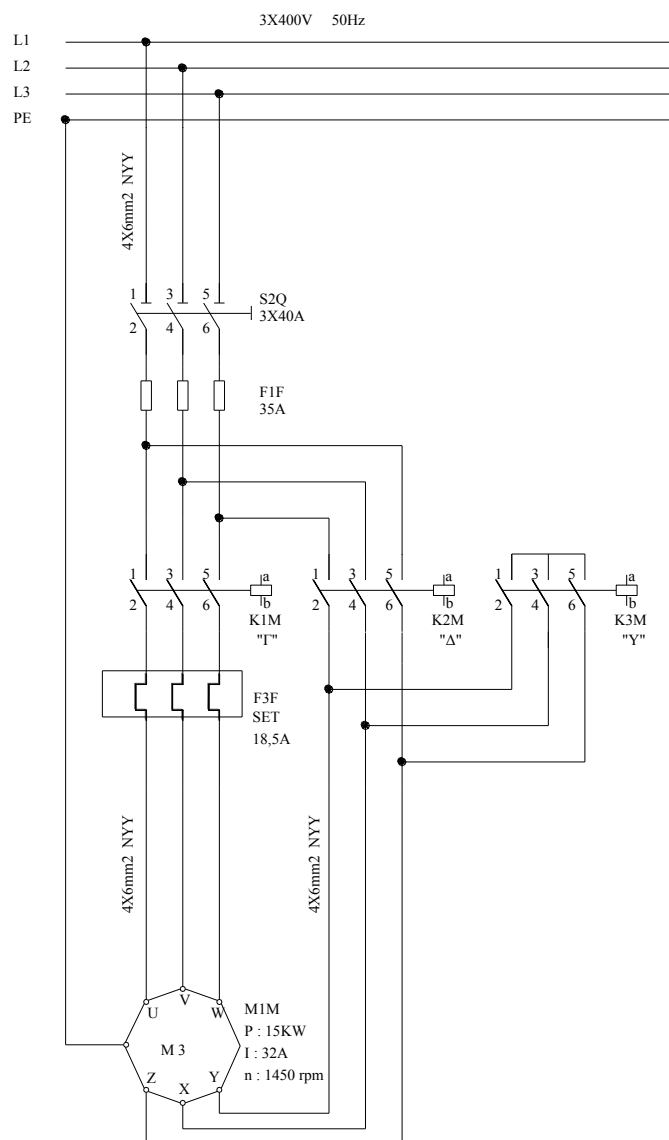 3X400V 50Hz
L1
L2
L3
PE
4X6mm2 NYY
1 3 5
2 4 6
S2Q
3X40A
F1F
35A
1 3 5
2 4 6
a
b
K1M
"Γ"
1 3 5
2 4 6
a
b
K2M
"Δ"
1 3 5
2 4 6
a
b
K3M
"Y"
F3F
SET
18,5A
4X6mm2 NYY
4X6mm2 NYY
U V W
M 3
Z X Y
M1M
P : 15KW
I : 32A
n : 1450 rpm